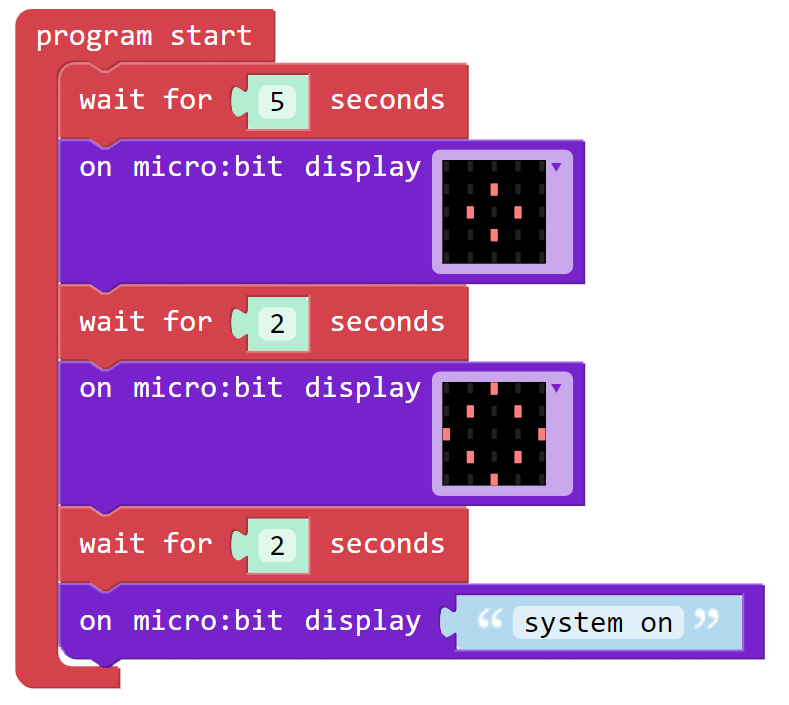 program start
wait for 5 seconds
on micro:bit display
wait for 2 seconds
on micro:bit display
wait for 2 seconds
on micro:bit display “ system on ”